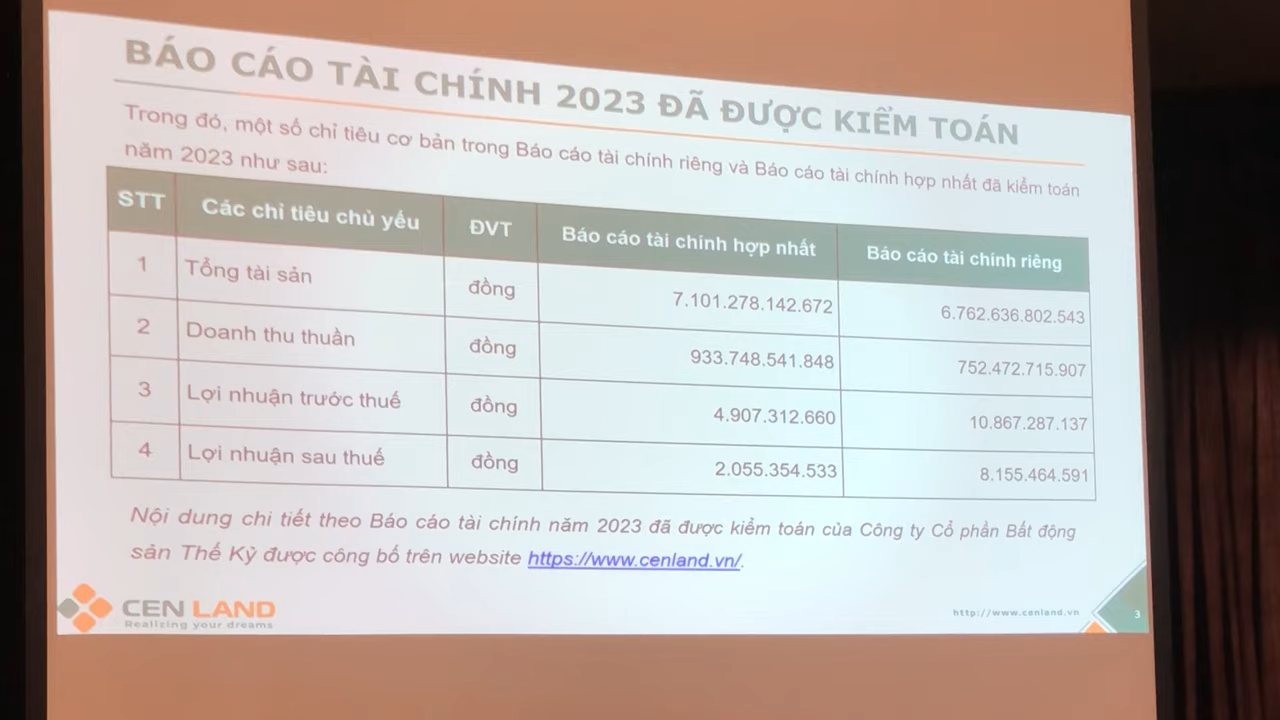 BÁO CÁO TÀI CHÍNH 2023 ĐÃ ĐƯỢC KIỂM TOÁN
Trong đó, một số chỉ tiêu cơ bản trong Báo cáo tài chính riêng và Báo cáo tài chính hợp nhất đã kiểm toán
năm 2023 như sau:
STT Các chỉ tiêu chủ yếu ĐVT Báo cáo tài chính hợp nhất Báo cáo tài chính riêng
1 Tổng tài sản đồng 7.101.278.142.672 6.762.636.802.543
2 Doanh thu thuần đồng 933.748.541.848 752.472.715.907
3 Lợi nhuận trước thuế đồng 4.907.312.660 10.867.287.137
4 Lợi nhuận sau thuế đồng 2.055.354.533 8.155.464.591
Nội dung chi tiết theo Báo cáo tài chính năm 2023 đã được kiểm toán của Công ty Cổ phần Bất động
sản Thế Kỷ được công bố trên website https://www.cenland.vn/.
CEN LAND
Realizing your dreams
http://www.cenland.vn
3